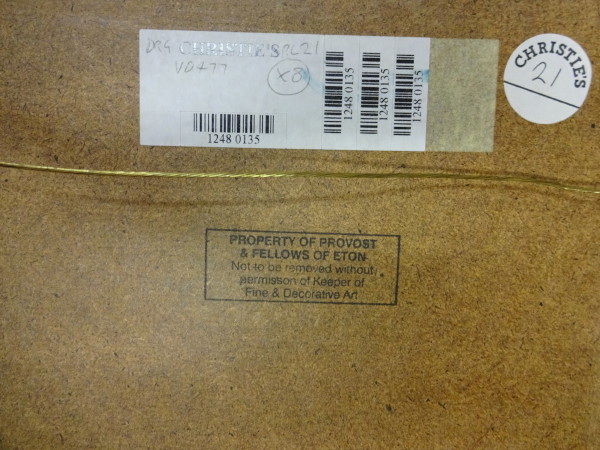 CHRISTIE'S
X8
1248 0135
1248 0135
1248 0135
1248 0135
CHRISTIE'S
21
PROPERTY OF PROVOST
& FELLOWS OF ETON
Not to be removed without
permisson of Keeper of
Fine & Decorative Art